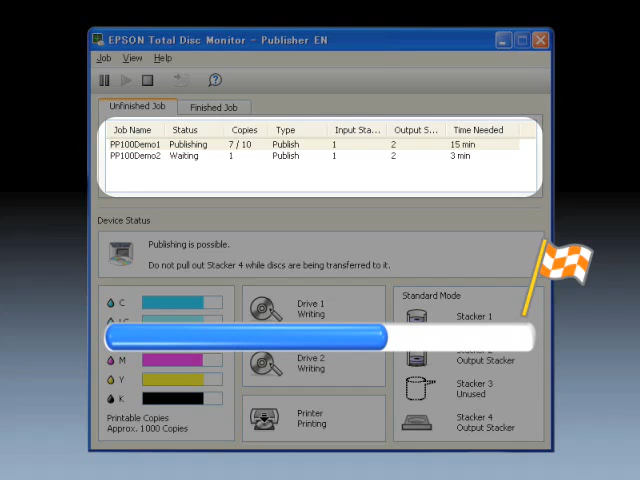 EPSON Total Disc Monitor - Publisher EN
Job View Help
Unfinished Job Finished Job
Job Name Status Copies Type Input Sta... Output S... Time Needed
PP100Demo1 Publishing 7 / 10 Publish 1 2 15 min
PP100Demo2 Waiting 1 Publish 1 2 3 min
Device Status
Publishing is possible.
Do not pull out Stacker 4 while discs are being transferred to it.
C
M
Y
K
Printable Copies
Approx. 1000 Copies
Drive 1
Writing
Drive 2
Writing
Printer
Printing
Standard Mode
Stacker 1
Output Stacker
Stacker 3
Unused
Stacker 4
Output Stacker